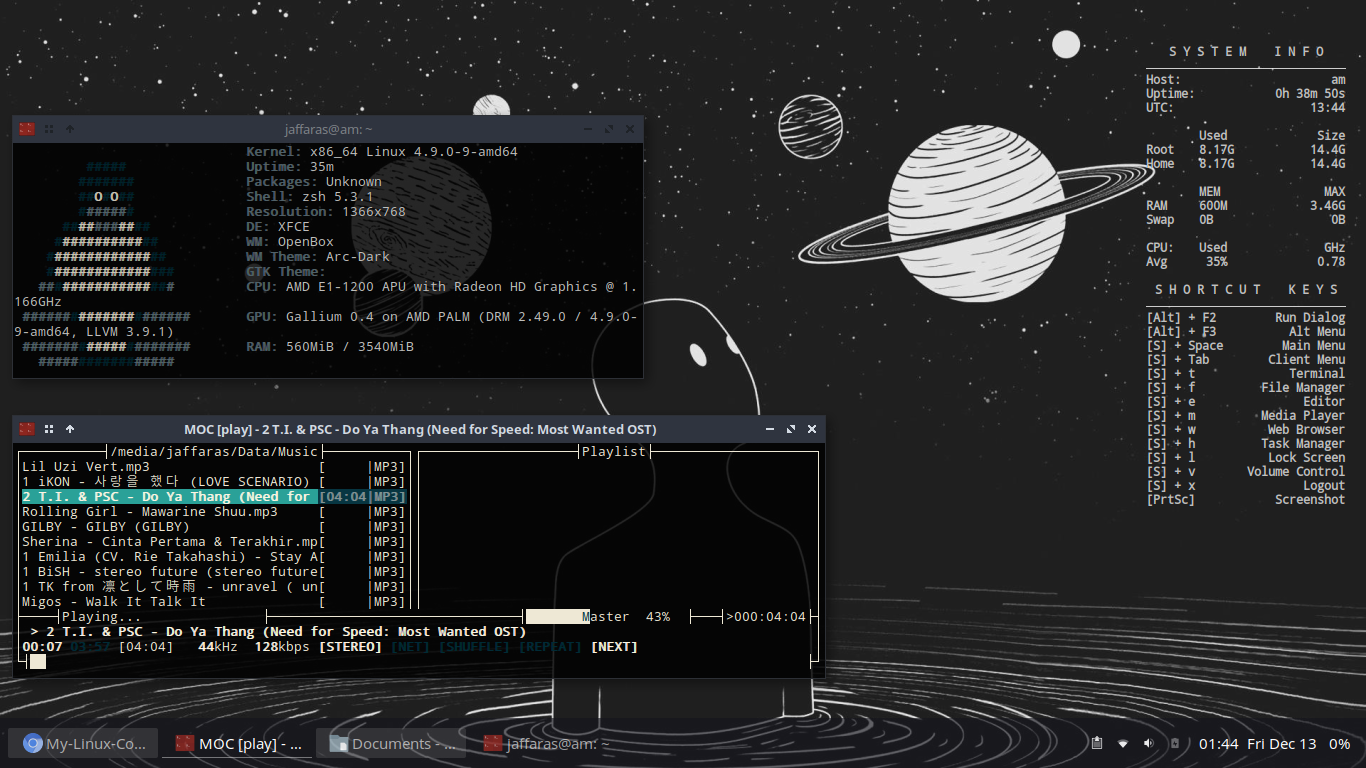 jaffaras@am: ~
Kernel: x86_64 Linux 4.9.0-9-amd64
Uptime: 35m
Packages: Unknown
Shell: zsh 5.3.1
Resolution: 1366x768
DE: XFCE
WM: OpenBox
WM Theme: Arc-Dark
GTK Theme:
CPU: AMD E1-1200 APU with Radeon HD Graphics @ 1.
166GHz
GPU: Gallium 0.4 on AMD PALM (DRM 2.49.0 / 4.9.0-
9-amd64, LLVM 3.9.1)
RAM: 560MiB / 3540MiB
MOC [play] - 2 T.I. & PSC - Do Ya Thang (Need for Speed: Most Wanted OST)
/media/jaffaras/Data/Music
Playlist
Lil Uzi Vert.mp3 [ |MP3]
1 iKON - 사랑을 했다 (LOVE SCENARIO) [ |MP3]
2 T.I. & PSC - Do Ya Thang (Need for [04:04|MP3]
Rolling Girl - Mawarine Shuu.mp3 [ |MP3]
GILBY - GILBY (GILBY) [ |MP3]
Sherina - Cinta Pertama & Terakhir.mp[ |MP3]
1 Emilia (CV. Rie Takahashi) - Stay A[ |MP3]
1 BiSH - stereo future (stereo future[ |MP3]
1 TK from 凛として時雨 - unravel ( un[ |MP3]
Migos - Walk It Talk It [ |MP3]
Playing... Master 43% >000:04:04
> 2 T.I. & PSC - Do Ya Thang (Need for Speed: Most Wanted OST)
00:07 03:57 [04:04] 44kHz 128kbps [STEREO] [NET] [SHUFFLE] [REPEAT] [NEXT]
SYSTEM INFO
Host: am
Uptime: 0h 38m 50s
UTC: 13:44
Used Size
Root 8.17G 14.4G
Home 8.17G 14.4G
MEM MAX
RAM 600M 3.46G
Swap 0B 0B
CPU: Used GHz
Avg 35% 0.78
SHORTCUT KEYS
[Alt] + F2 Run Dialog
[Alt] + F3 Alt Menu
[S] + Space Main Menu
[S] + Tab Client Menu
[S] + t Terminal
[S] + f File Manager
[S] + e Editor
[S] + m Media Player
[S] + w Web Browser
[S] + h Task Manager
[S] + l Lock Screen
[S] + v Volume Control
[S] + x Logout
[PrtSc] Screenshot
My-Linux-Co...
MOC [play] - ...
Documents - ...
jaffaras@am: ~
01:44 Fri Dec 13 0%